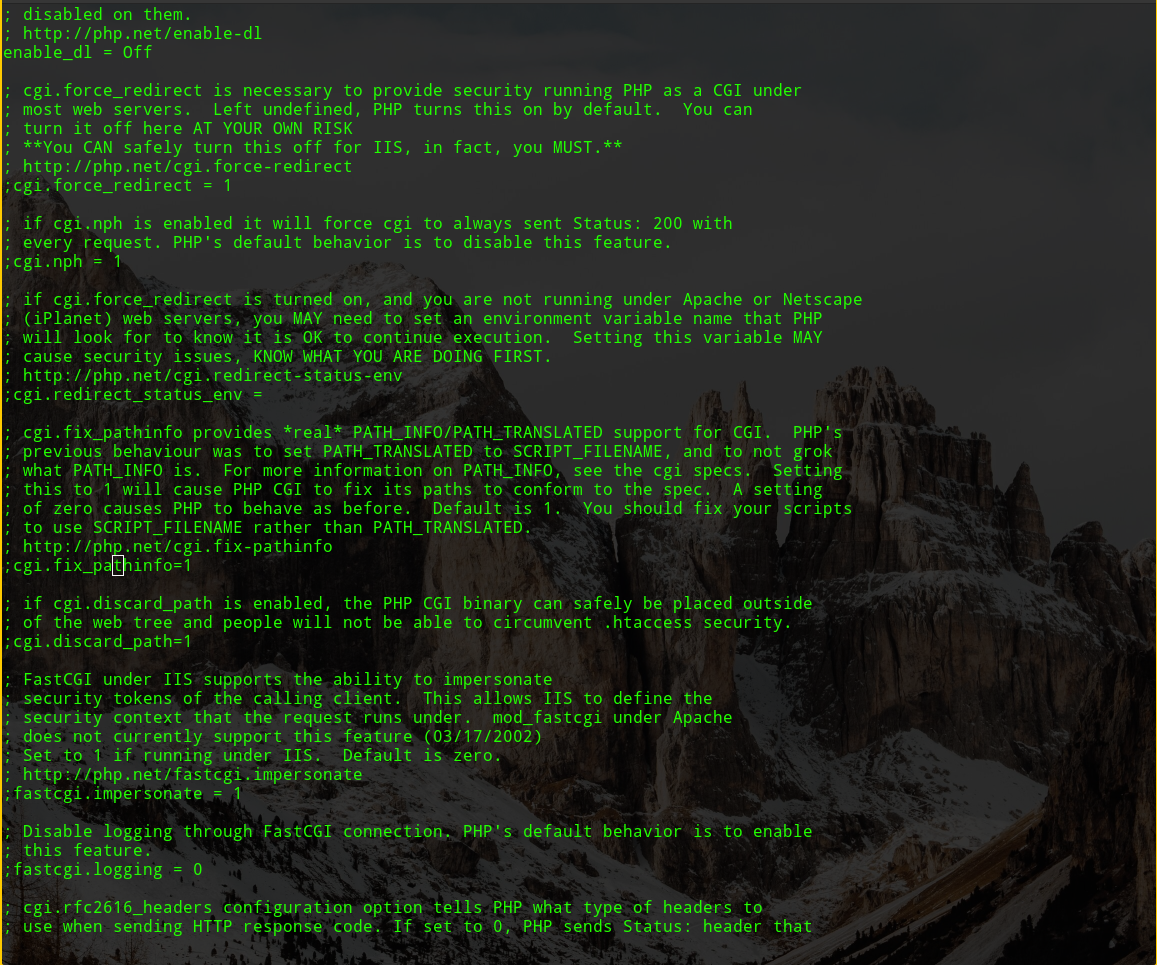 ; disabled on them.
; http://php.net/enable-dl
enable_dl = Off
; cgi.force_redirect is necessary to provide security running PHP as a CGI under
; most web servers.  Left undefined, PHP turns this on by default.  You can
; turn it off here AT YOUR OWN RISK
; **You CAN safely turn this off for IIS, in fact, you MUST.**
; http://php.net/cgi.force-redirect
;cgi.force_redirect = 1
; if cgi.nph is enabled it will force cgi to always sent Status: 200 with
; every request. PHP's default behavior is to disable this feature.
;cgi.nph = 1
; if cgi.force_redirect is turned on, and you are not running under Apache or Netscape
; (iPlanet) web servers, you MAY need to set an environment variable name that PHP
; will look for to know it is OK to continue execution.  Setting this variable MAY
; cause security issues, KNOW WHAT YOU ARE DOING FIRST.
; http://php.net/cgi.redirect-status-env
;cgi.redirect_status_env =
; cgi.fix_pathinfo provides *real* PATH_INFO/PATH_TRANSLATED support for CGI.  PHP's
; previous behaviour was to set PATH_TRANSLATED to SCRIPT_FILENAME, and to not grok
; what PATH_INFO is.  For more information on PATH_INFO, see the cgi specs.  Setting
; this to 1 will cause PHP CGI to fix its paths to conform to the spec.  A setting
; of zero causes PHP to behave as before.  Default is 1.  You should fix your scripts
; to use SCRIPT_FILENAME rather than PATH_TRANSLATED.
; http://php.net/cgi.fix-pathinfo
;cgi.fix_pathinfo=1
; if cgi.discard_path is enabled, the PHP CGI binary can safely be placed outside
; of the web tree and people will not be able to circumvent .htaccess security.
;cgi.discard_path=1
; FastCGI under IIS supports the ability to impersonate
; security tokens of the calling client.  This allows IIS to define the
; security context that the request runs under.  mod_fastcgi under Apache
; does not currently support this feature (03/17/2002)
; Set to 1 if running under IIS.  Default is zero.
; http://php.net/fastcgi.impersonate
;fastcgi.impersonate = 1
; Disable logging through FastCGI connection. PHP's default behavior is to enable
; this feature.
;fastcgi.logging = 0
; cgi.rfc2616_headers configuration option tells PHP what type of headers to
; use when sending HTTP response code. If set to 0, PHP sends Status: header that